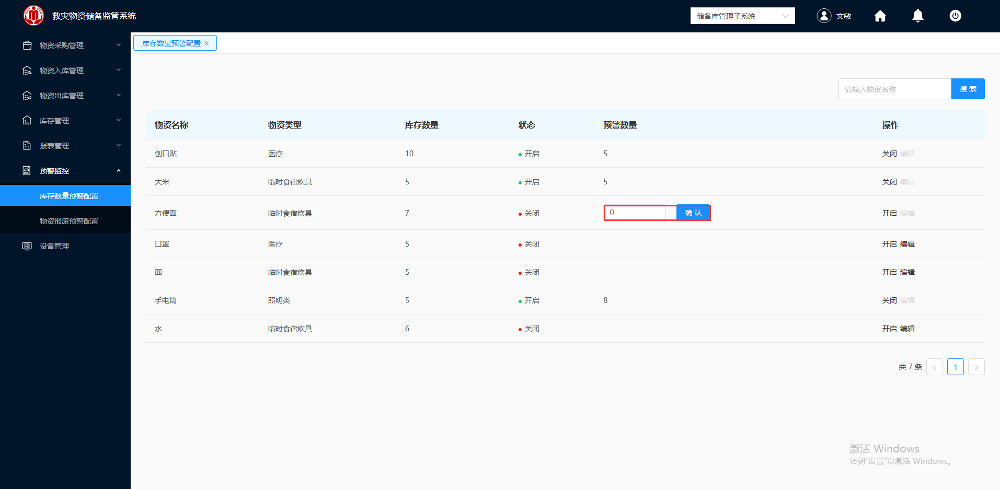 救灾物资储备监管系统
储备库管理子系统
文敏
物资采购管理
物资入库管理
物资出库管理
库存管理
报表管理
预警监控
库存数量预警配置
物资报废预警配置
设备管理
库存数量预警配置
请输入物资名称 搜 索
物资名称 物资类型 库存数量 状态 预警数量 操作
创口贴 医疗 10 开启 5 关闭 编辑
大米 临时食宿炊具 5 开启 5 关闭 编辑
方便面 临时食宿炊具 7 关闭 0 确 认 开启 编辑
口罩 医疗 5 关闭 开启 编辑
面 临时食宿炊具 5 关闭 开启 编辑
手电筒 照明类 5 开启 8 关闭 编辑
水 临时食宿炊具 6 关闭 开启 编辑
共 7 条 < 1 >
激活 Windows
转到"设置"以激活 Windows。